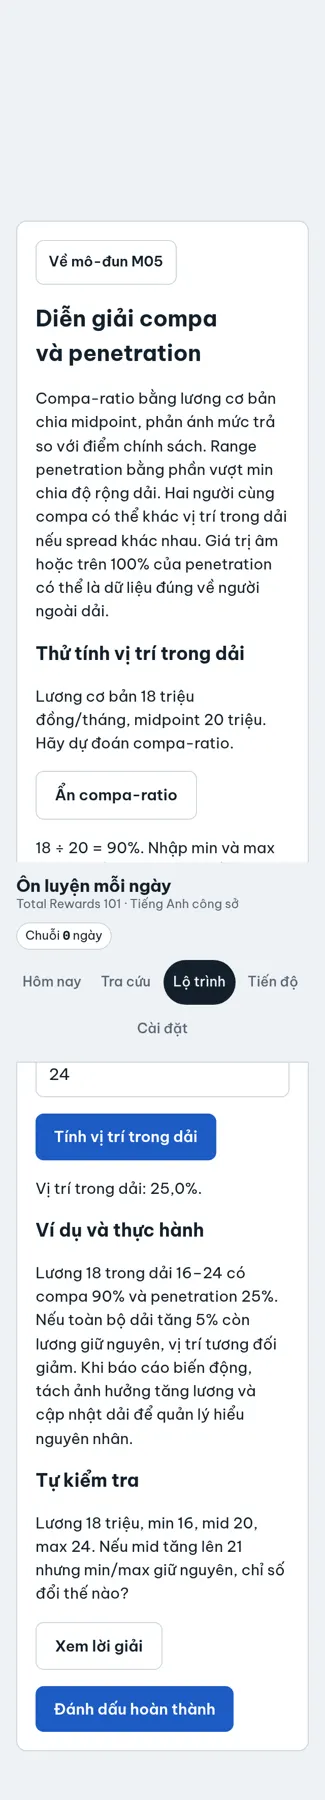 Về mô-đun M05
Diễn giải compa
và penetration
Compa-ratio bằng lương cơ bản
chia midpoint, phản ánh mức trả
so với điểm chính sách. Range
penetration bằng phần vượt min
chia độ rộng dải. Hai người cùng
compa có thể khác vị trí trong dải
nếu spread khác nhau. Giá trị âm
hoặc trên 100% của penetration
có thể là dữ liệu đúng về người
ngoài dải.
Thử tính vị trí trong dải
Lương cơ bản 18 triệu
đồng/tháng, midpoint 20 triệu.
Hãy dự đoán compa-ratio.
Ẩn compa-ratio
18 ÷ 20 = 90%. Nhập min và max
Ôn luyện mỗi ngày
Total Rewards 101 · Tiếng Anh công sở
Chuỗi 0 ngày
Hôm nay Tra cứu Lộ trình Tiến độ
Cài đặt
24
Tính vị trí trong dải
Vị trí trong dải: 25,0%.
Ví dụ và thực hành
Lương 18 trong dải 16–24 có
compa 90% và penetration 25%.
Nếu toàn bộ dải tăng 5% còn
lương giữ nguyên, vị trí tương đối
giảm. Khi báo cáo biến động,
tách ảnh hưởng tăng lương và
cập nhật dải để quản lý hiểu
nguyên nhân.
Tự kiểm tra
Lương 18 triệu, min 16, mid 20,
max 24. Nếu mid tăng lên 21
nhưng min/max giữ nguyên, chỉ số
đổi thế nào?
Xem lời giải
Đánh dấu hoàn thành